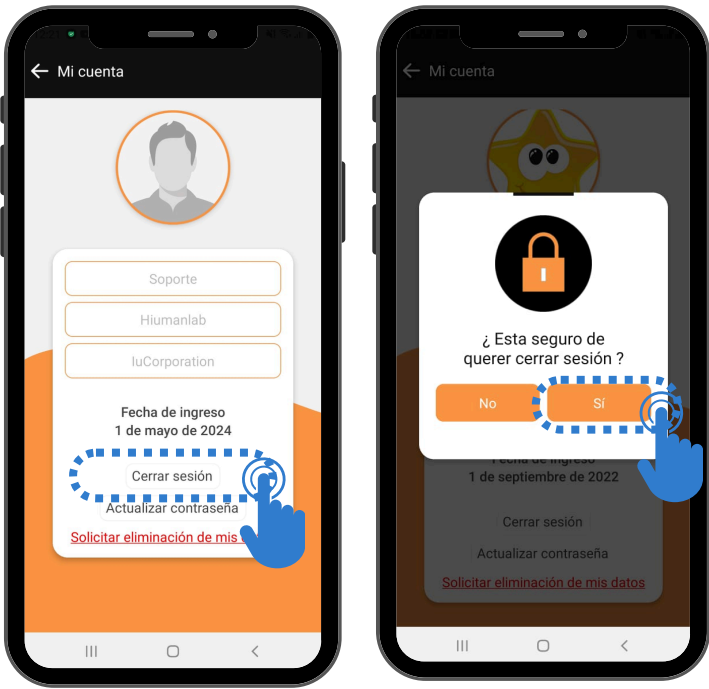 Mi cuenta
Soporte
Hiumanlab
IuCorporation
Fecha de ingreso
1 de mayo de 2024
Cerrar sesión
Actualizar contraseña
Solicitar eliminación de mis
Mi cuenta
¿ Esta seguro de
querer cerrar sesión ?
No
Sí
Fecha de ingreso
1 de septiembre de 2022
Cerrar sesión
Actualizar contraseña
Solicitar eliminación de mis datos